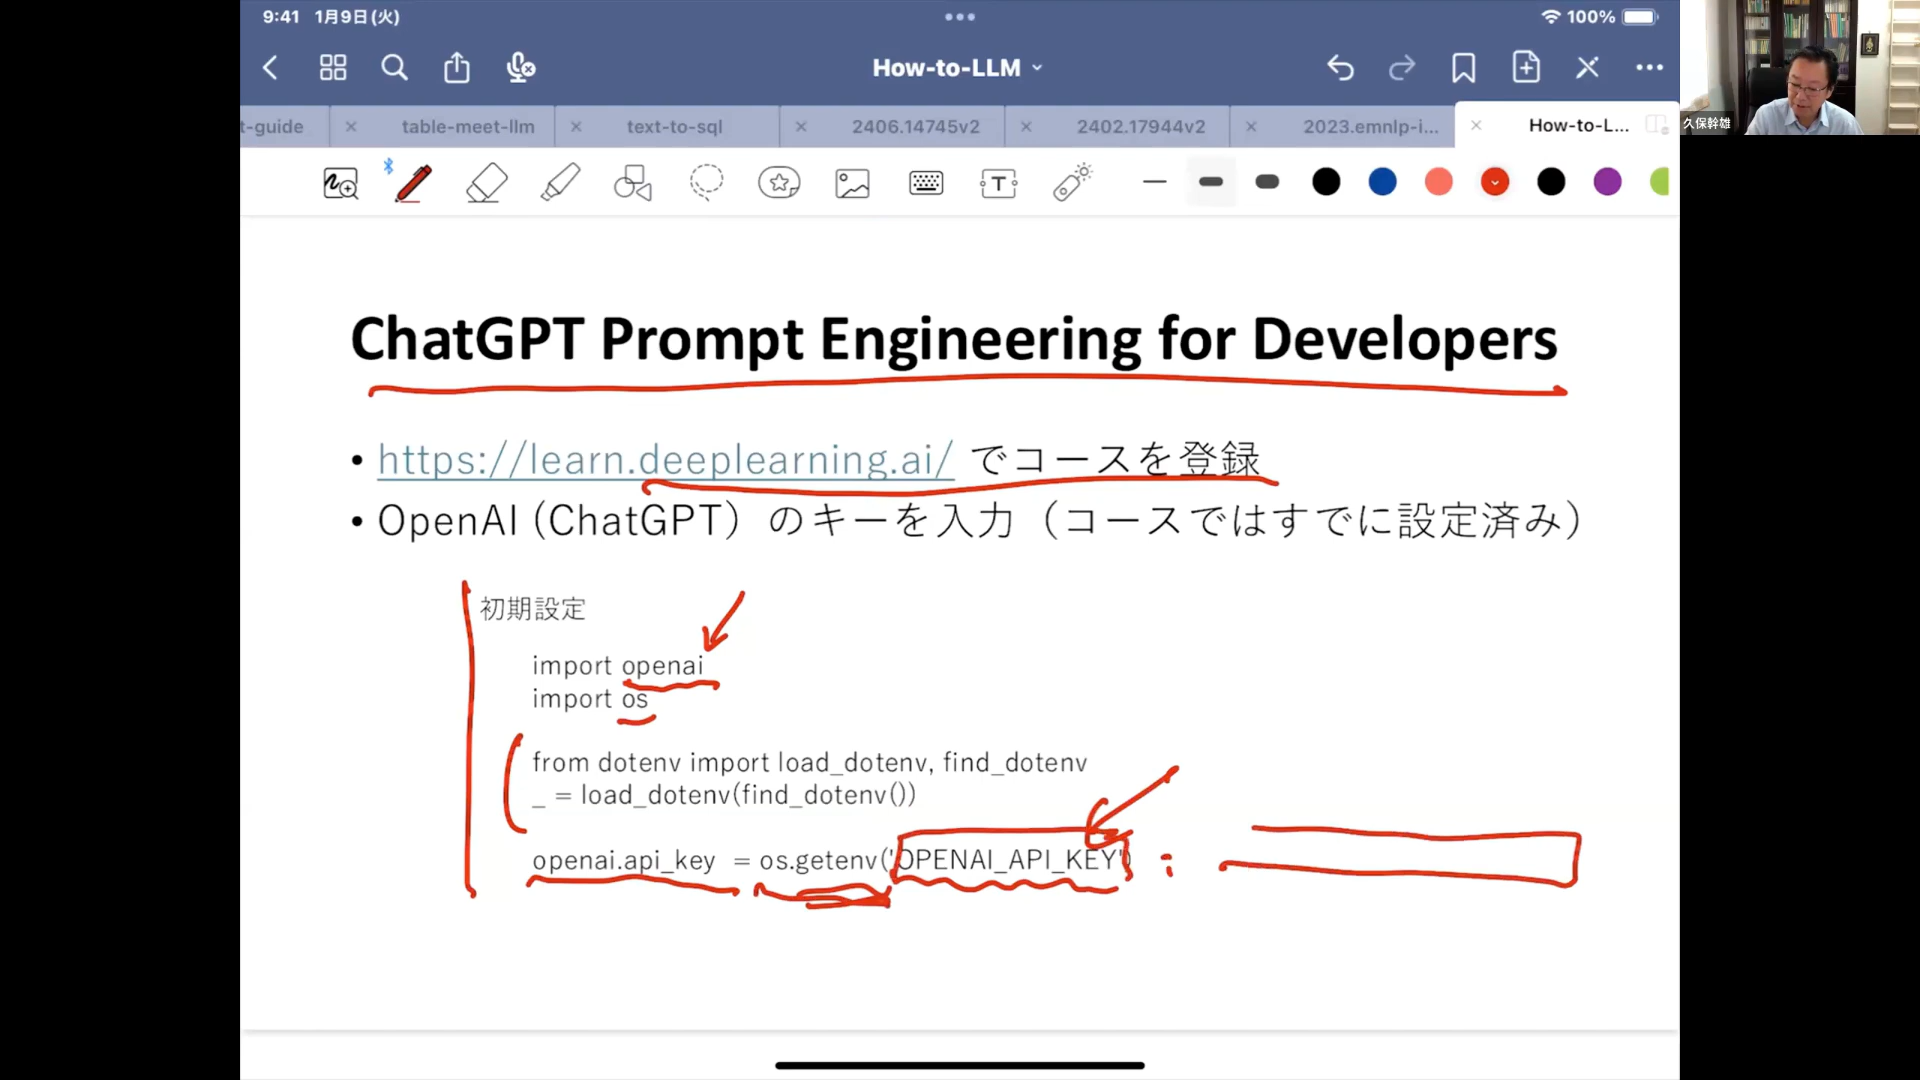 9:41 1月9日(火)
100%
How-to-LLM
t-guide
table-meet-llm
text-to-sql
2406.14745v2
2402.17944v2
2023.emnlp-i...
How-to-L...
久保幹雄
ChatGPT Prompt Engineering for Developers
• https://learn.deeplearning.ai/ でコースを登録
• OpenAI (ChatGPT) のキーを入力（コースではすでに設定済み）
初期設定
import openai
import os
from dotenv import load_dotenv, find_dotenv
_ = load_dotenv(find_dotenv())
openai.api_key = os.getenv('OPENAI_API_KEY')